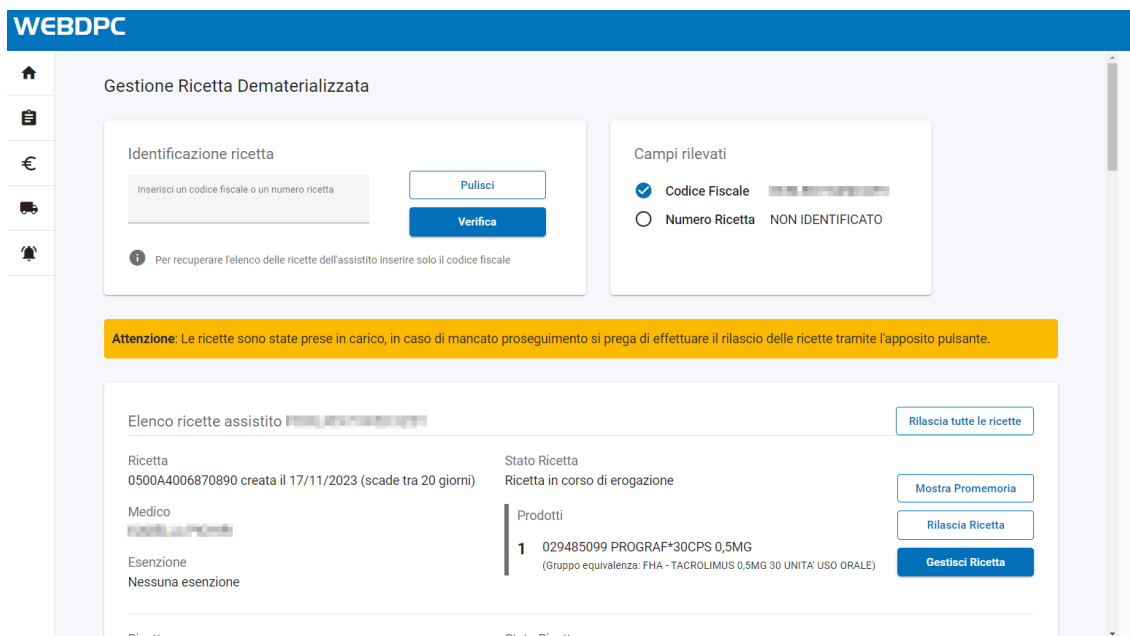 WEBDPC
Gestione Ricetta Dematerializzata
Identificazione ricetta
Inserisci un codice fiscale o un numero ricetta
Pulisci
Verifica
Per recuperare l'elenco delle ricette dell'assistito inserire solo il codice fiscale
Campi rilevati
Codice Fiscale
Numero Ricetta NON IDENTIFICATO
Attenzione: Le ricette sono state prese in carico, in caso di mancato proseguimento si prega di effettuare il rilascio delle ricette tramite l'apposito pulsante.
Elenco ricette assistito
Rilascia tutte le ricette
Ricetta
0500A4006870890 creata il 17/11/2023 (scade tra 20 giorni)
Medico
Esenzione
Nessuna esenzione
Stato Ricetta
Ricetta in corso di erogazione
Prodotti
1 029485099 PROGRAF*30CPS 0,5MG
(Gruppo equivalenza: FHA - TACROLIMUS 0,5MG 30 UNITA' USO ORALE)
Mostra Promemoria
Rilascia Ricetta
Gestisci Ricetta